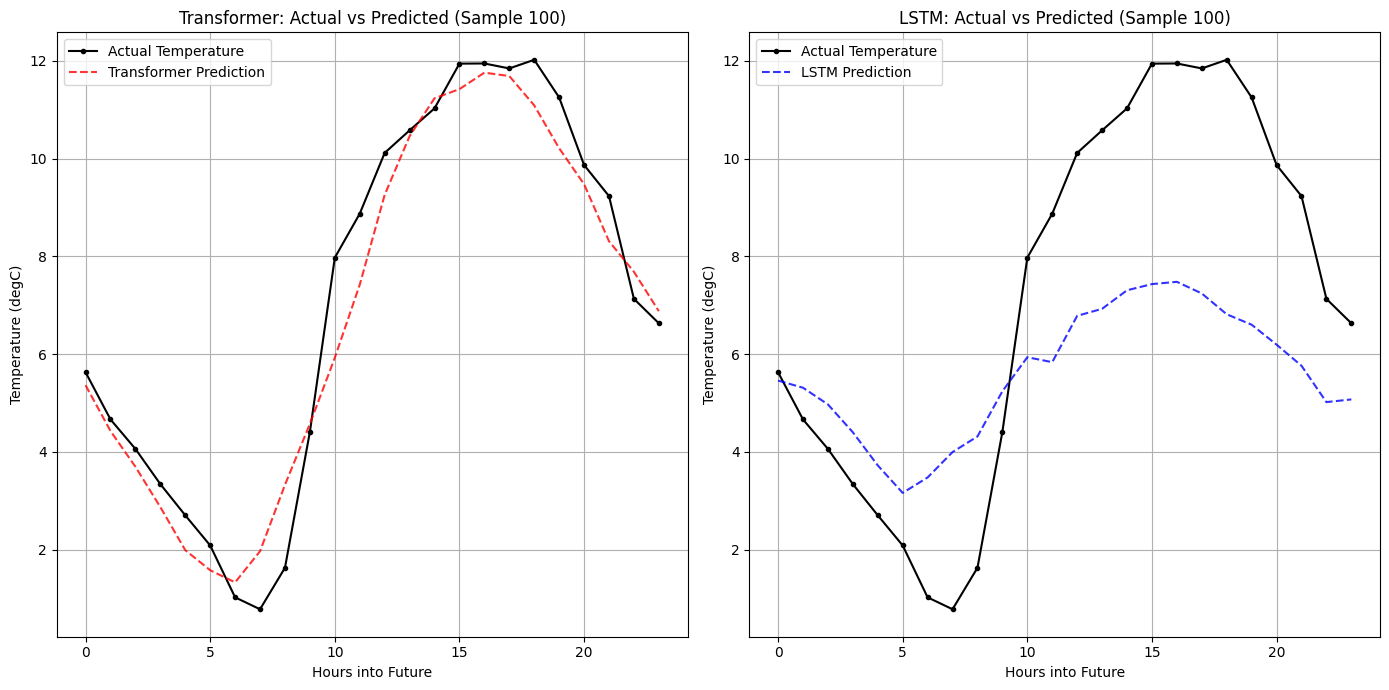 Transformer: Actual vs Predicted (Sample 100)
Actual Temperature
Transformer Prediction
12
10
8
6
4
2
Temperature (degC)
0 5 10 15 20
Hours into Future
LSTM: Actual vs Predicted (Sample 100)
Actual Temperature
LSTM Prediction
12
10
8
6
4
2
Temperature (degC)
0 5 10 15 20
Hours into Future